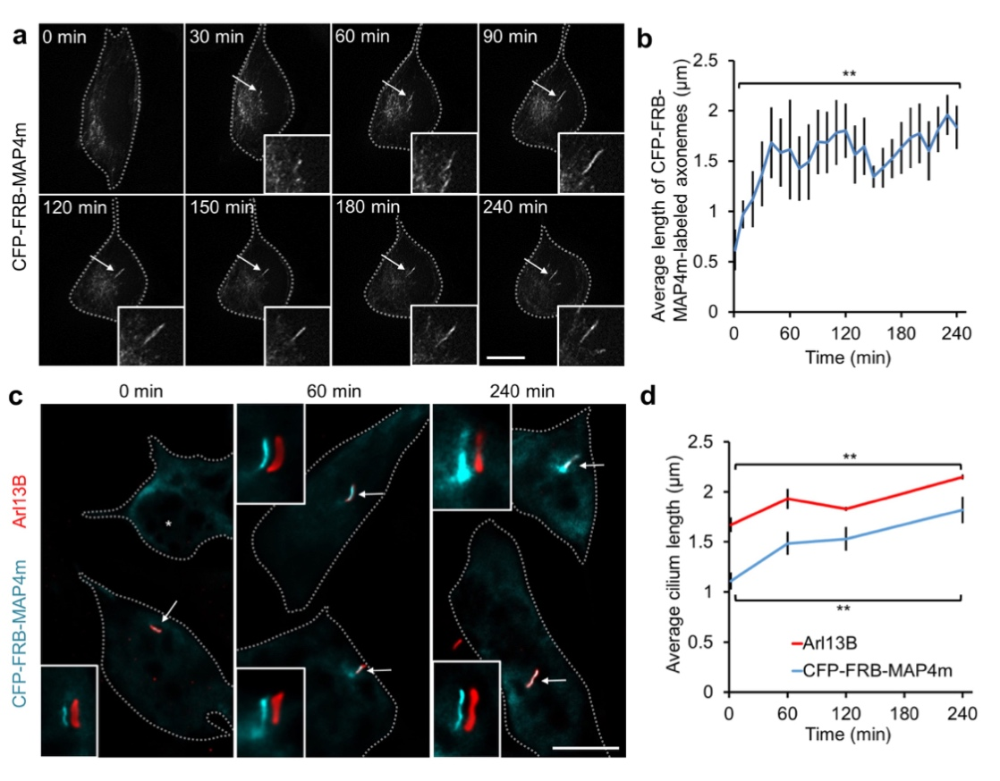 a
0 min
30 min
60 min
90 min
120 min
150 min
180 min
240 min
CFP-FRB-MAP4m
b
Average length of CFP-FRB-
MAP4m-labeled axonemes (µm)
2.5
2
1.5
1
0.5
0
**
0 60 120 180 240
Time (min)
c
0 min
60 min
240 min
CFP-FRB-MAP4m Arl13B
*
d
Average cilium length (µm)
2.5
2
1.5
1
0.5
0
**
**
Arl13B
CFP-FRB-MAP4m
0 60 120 180 240
Time (min)